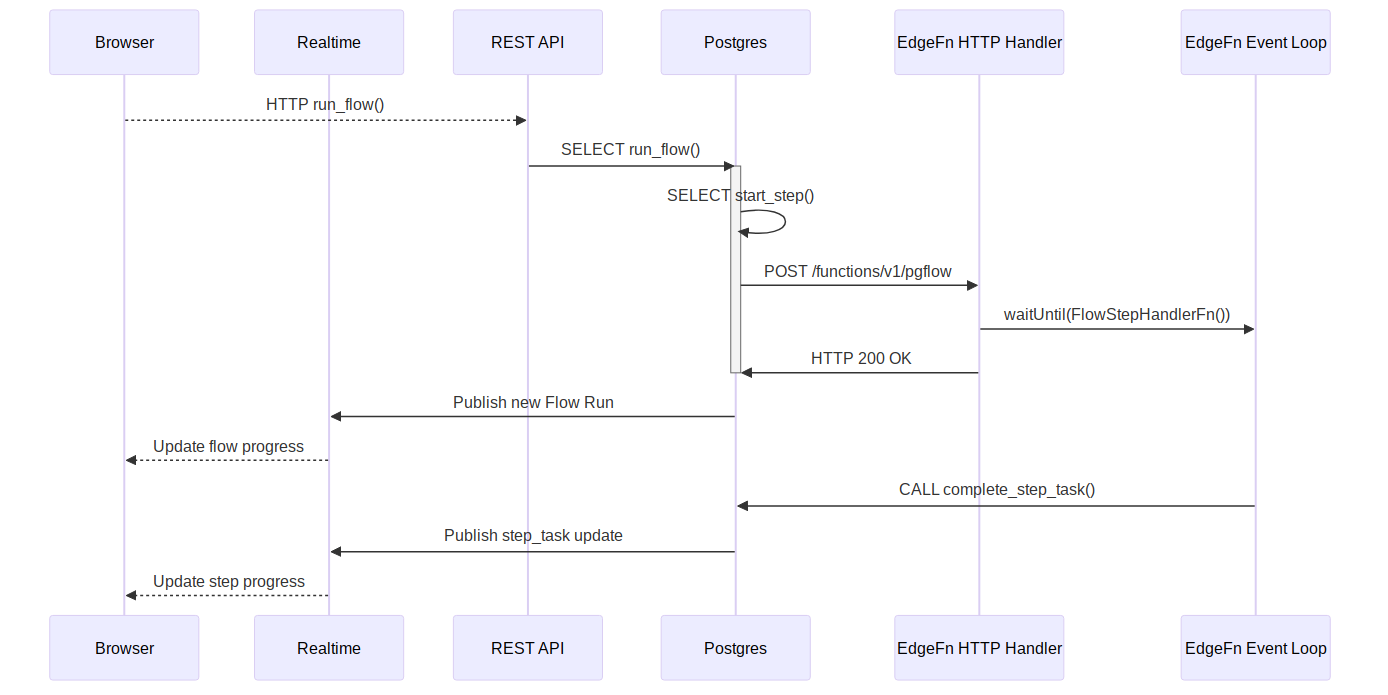 Browser
Realtime
REST API
Postgres
EdgeFn HTTP Handler
EdgeFn Event Loop
HTTP run_flow()
SELECT run_flow()
SELECT start_step()
POST /functions/v1/pgflow
waitUntil(FlowStepHandlerFn())
HTTP 200 OK
Publish new Flow Run
Update flow progress
CALL complete_step_task()
Publish step_task update
Update step progress
Browser
Realtime
REST API
Postgres
EdgeFn HTTP Handler
EdgeFn Event Loop